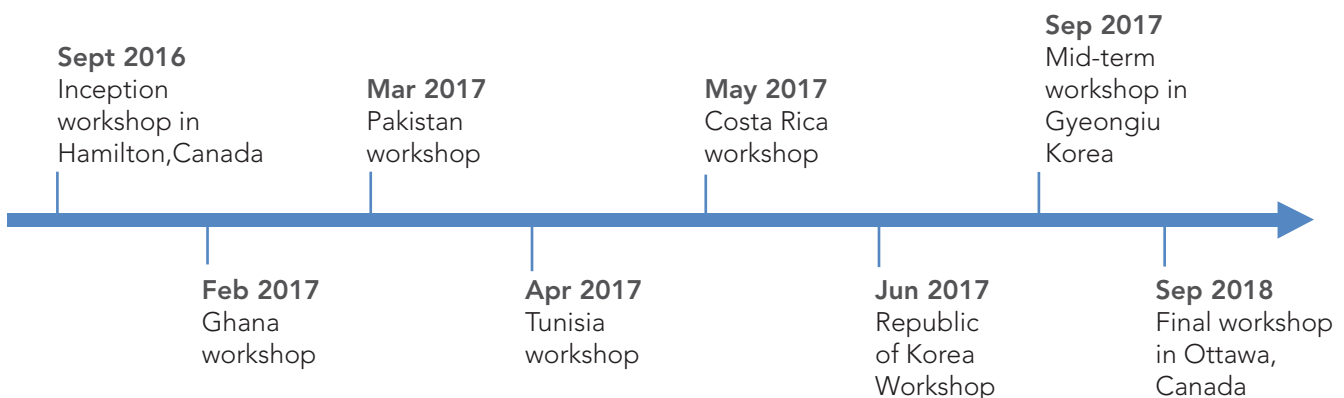 Sept 2016
Inception
workshop in
Hamilton,Canada
Feb 2017
Ghana
workshop
Mar 2017
Pakistan
workshop
Apr 2017
Tunisia
workshop
May 2017
Costa Rica
workshop
Jun 2017
Republic
of Korea
Workshop
Sep 2017
Mid-term
workshop in
Gyeongiu
Korea
Sep 2018
Final workshop
in Ottawa,
Canada